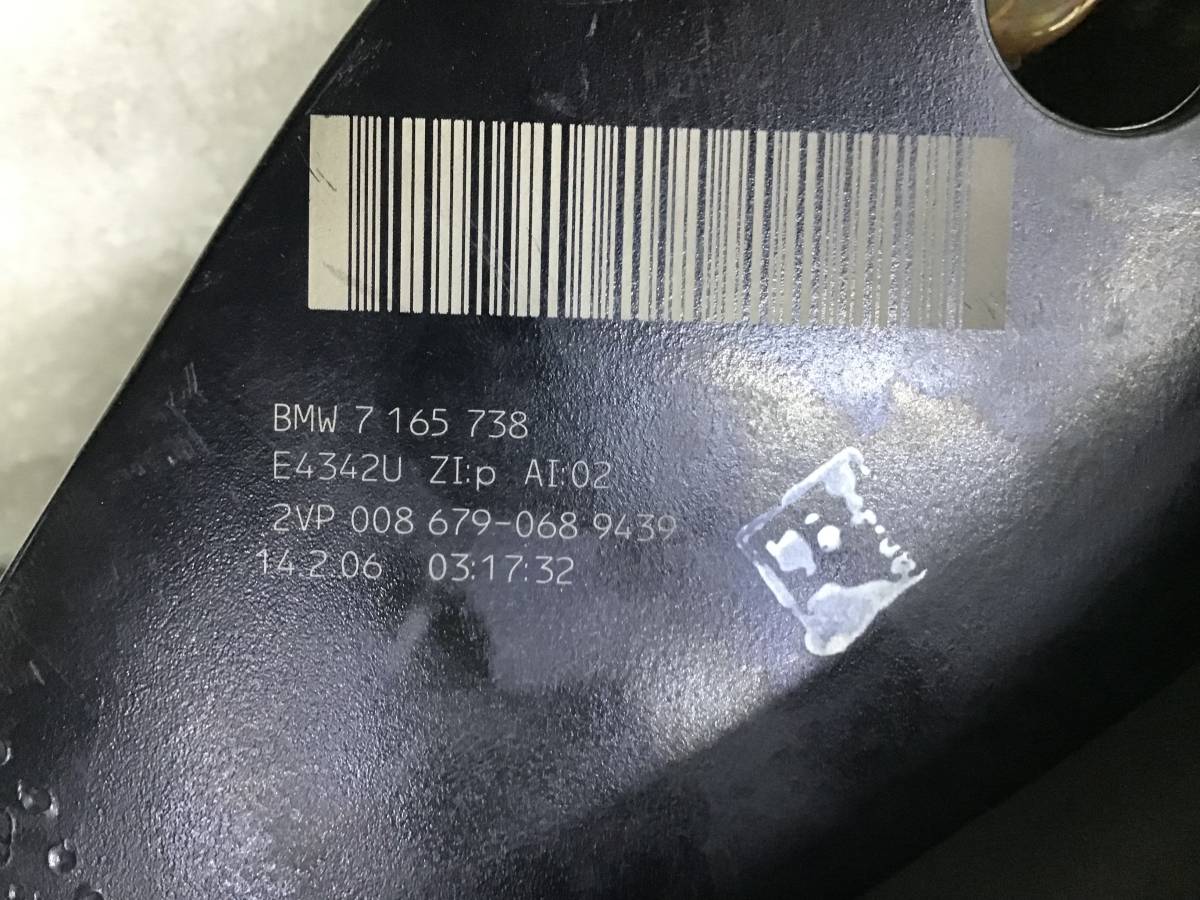 BMW 7 165 738
E4342U ZI:p AI:02
2VP 008 679-068 9439
14.2.06 03:17:32